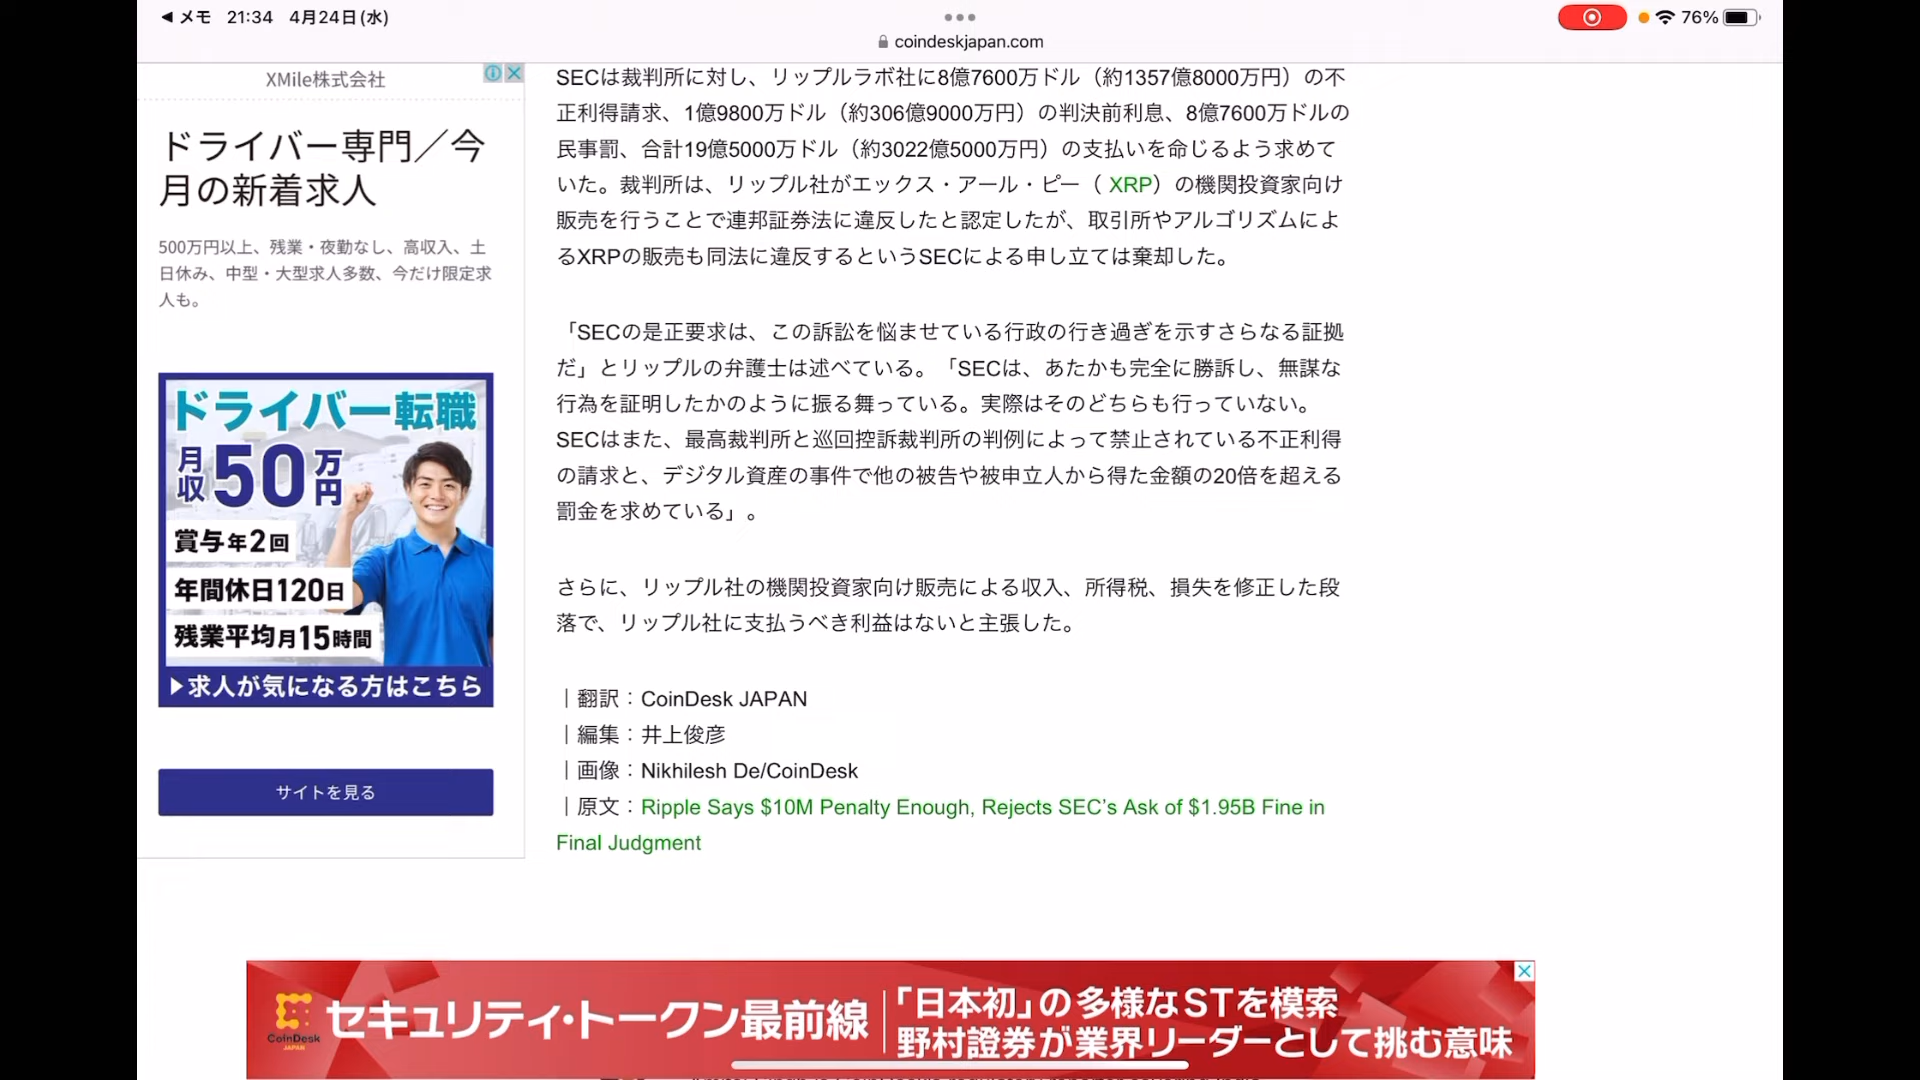 メモ 21:34 4月24日(水)
76%
coindeskjapan.com
XMile株式会社
ドライバー専門／今
月の新着求人
500万円以上、残業・夜勤なし、高収入、土
日休み、中型・大型求人多数、今だけ限定求
人も。
ドライバー転職
月収50万円
賞与年2回
年間休日120日
残業平均月15時間
▶求人が気になる方はこちら
サイトを見る
SECは裁判所に対し、リップルラボ社に8億7600万ドル（約1357億8000万円）の不
正利得請求、1億9800万ドル（約306億9000万円）の判決前利息、8億7600万ドルの
民事罰、合計19億5000万ドル（約3022億5000万円）の支払いを命じるよう求めて
いた。裁判所は、リップル社がエックス・アール・ピー（ XRP）の機関投資家向け
販売を行うことで連邦証券法に違反したと認定したが、取引所やアルゴリズムによ
るXRPの販売も同法に違反するというSECによる申し立ては棄却した。
「SECの是正要求は、この訴訟を悩ませている行政の行き過ぎを示すさらなる証拠
だ」とリップルの弁護士は述べている。「SECは、あたかも完全に勝訴し、無謀な
行為を証明したかのように振る舞っている。実際はそのどちらも行っていない。
SECはまた、最高裁判所と巡回控訴裁判所の判例によって禁止されている不正利得
の請求と、デジタル資産の事件で他の被告や被申立人から得た金額の20倍を超える
罰金を求めている」。
さらに、リップル社の機関投資家向け販売による収入、所得税、損失を修正した段
落で、リップル社に支払うべき利益はないと主張した。
｜翻訳：CoinDesk JAPAN
｜編集：井上俊彦
｜画像：Nikhilesh De/CoinDesk
｜原文：Ripple Says $10M Penalty Enough, Rejects SEC’s Ask of $1.95B Fine in
Final Judgment
CoinDesk
JAPAN
セキュリティ・トークン最前線
「日本初」の多様なSTを模索
野村證券が業界リーダーとして挑む意味